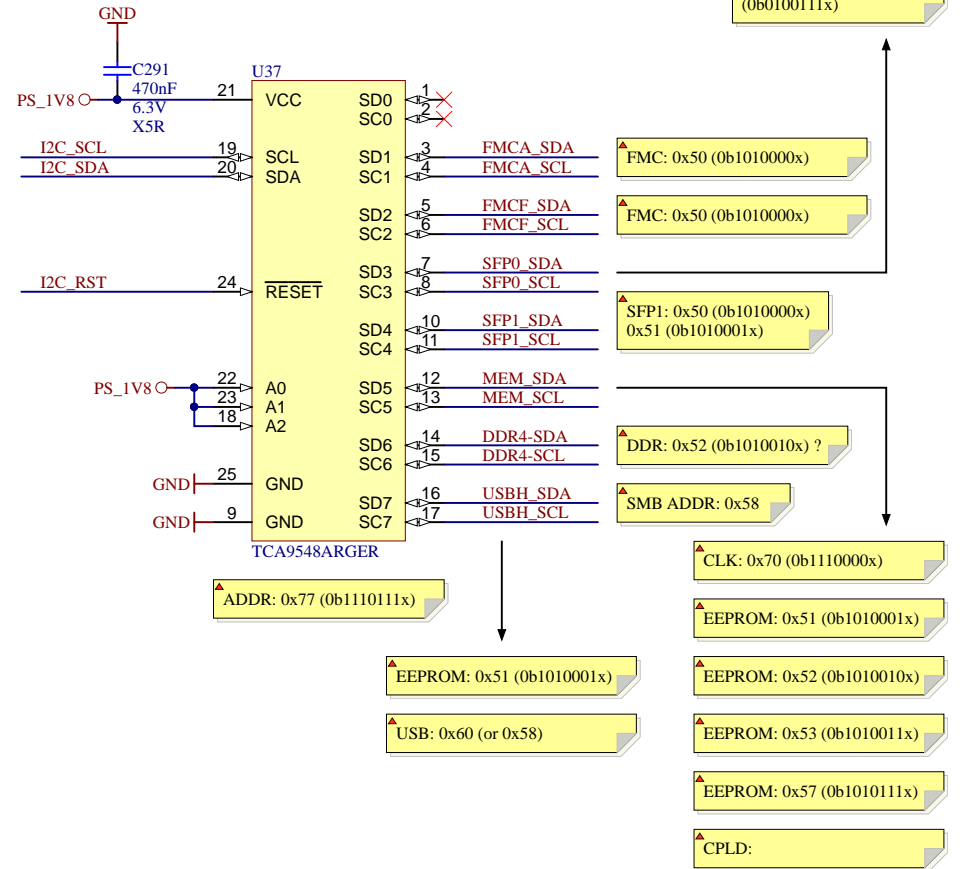 (0b0100111x)
GND
C291
470nF
6.3V
X5R
PS_1V8
U37
21 VCC SD0 1
SC0 2
I2C_SCL 19 SCL SD1 3 FMCA_SDA
I2C_SDA 20 SDA SC1 4 FMCA_SCL
FMC: 0x50 (0b1010000x)
SD2 5 FMCF_SDA
SC2 6 FMCF_SCL
FMC: 0x50 (0b1010000x)
SD3 7 SFP0_SDA
I2C_RST 24 RESET SC3 8 SFP0_SCL
SFP1: 0x50 (0b1010000x)
0x51 (0b1010001x)
SD4 10 SFP1_SDA
SC4 11 SFP1_SCL
PS_1V8 22 A0 SD5 12 MEM_SDA
23 A1 SC5 13 MEM_SCL
18 A2
SD6 14 DDR4-SDA
SC6 15 DDR4-SCL
DDR: 0x52 (0b1010010x) ?
GND 25 GND
SD7 16 USBH_SDA
GND 9 GND SC7 17 USBH_SCL
SMB ADDR: 0x58
TCA9548ARGER
CLK: 0x70 (0b1110000x)
ADDR: 0x77 (0b1110111x)
EEPROM: 0x51 (0b1010001x)
EEPROM: 0x51 (0b1010001x)
EEPROM: 0x52 (0b1010010x)
USB: 0x60 (or 0x58)
EEPROM: 0x53 (0b1010011x)
EEPROM: 0x57 (0b1010111x)
CPLD: